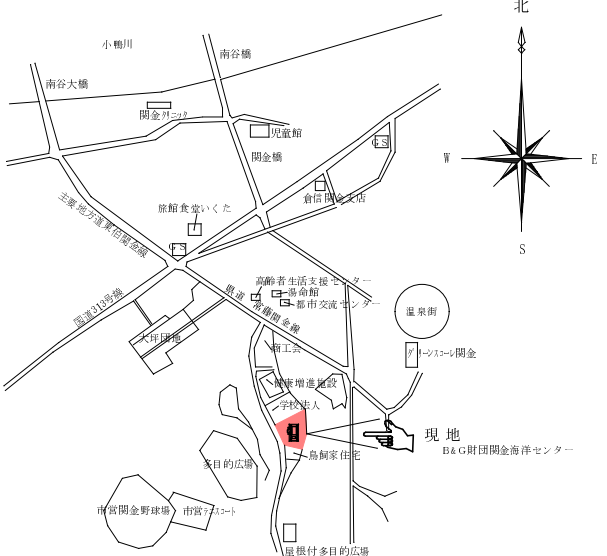 北
小鴨川
南谷橋
南谷大橋
関金クリニック
児童館
GS
関金橋
W
E
倉信関金支店
旅館食堂いくた
主要地方道東伯関金線
S
GS
高齢者生活支援センター
湯命館
県道 常藤関金線
都市交流センター
国道313号線
温泉街
大坪団地
商工会
グリーンスコーレ関金
健康増進施設
学校法人
現地
B&G財団関金海洋センター
鳥飼家住宅
多目的広場
市営関金野球場
市営テニスコート
屋根付多目的広場